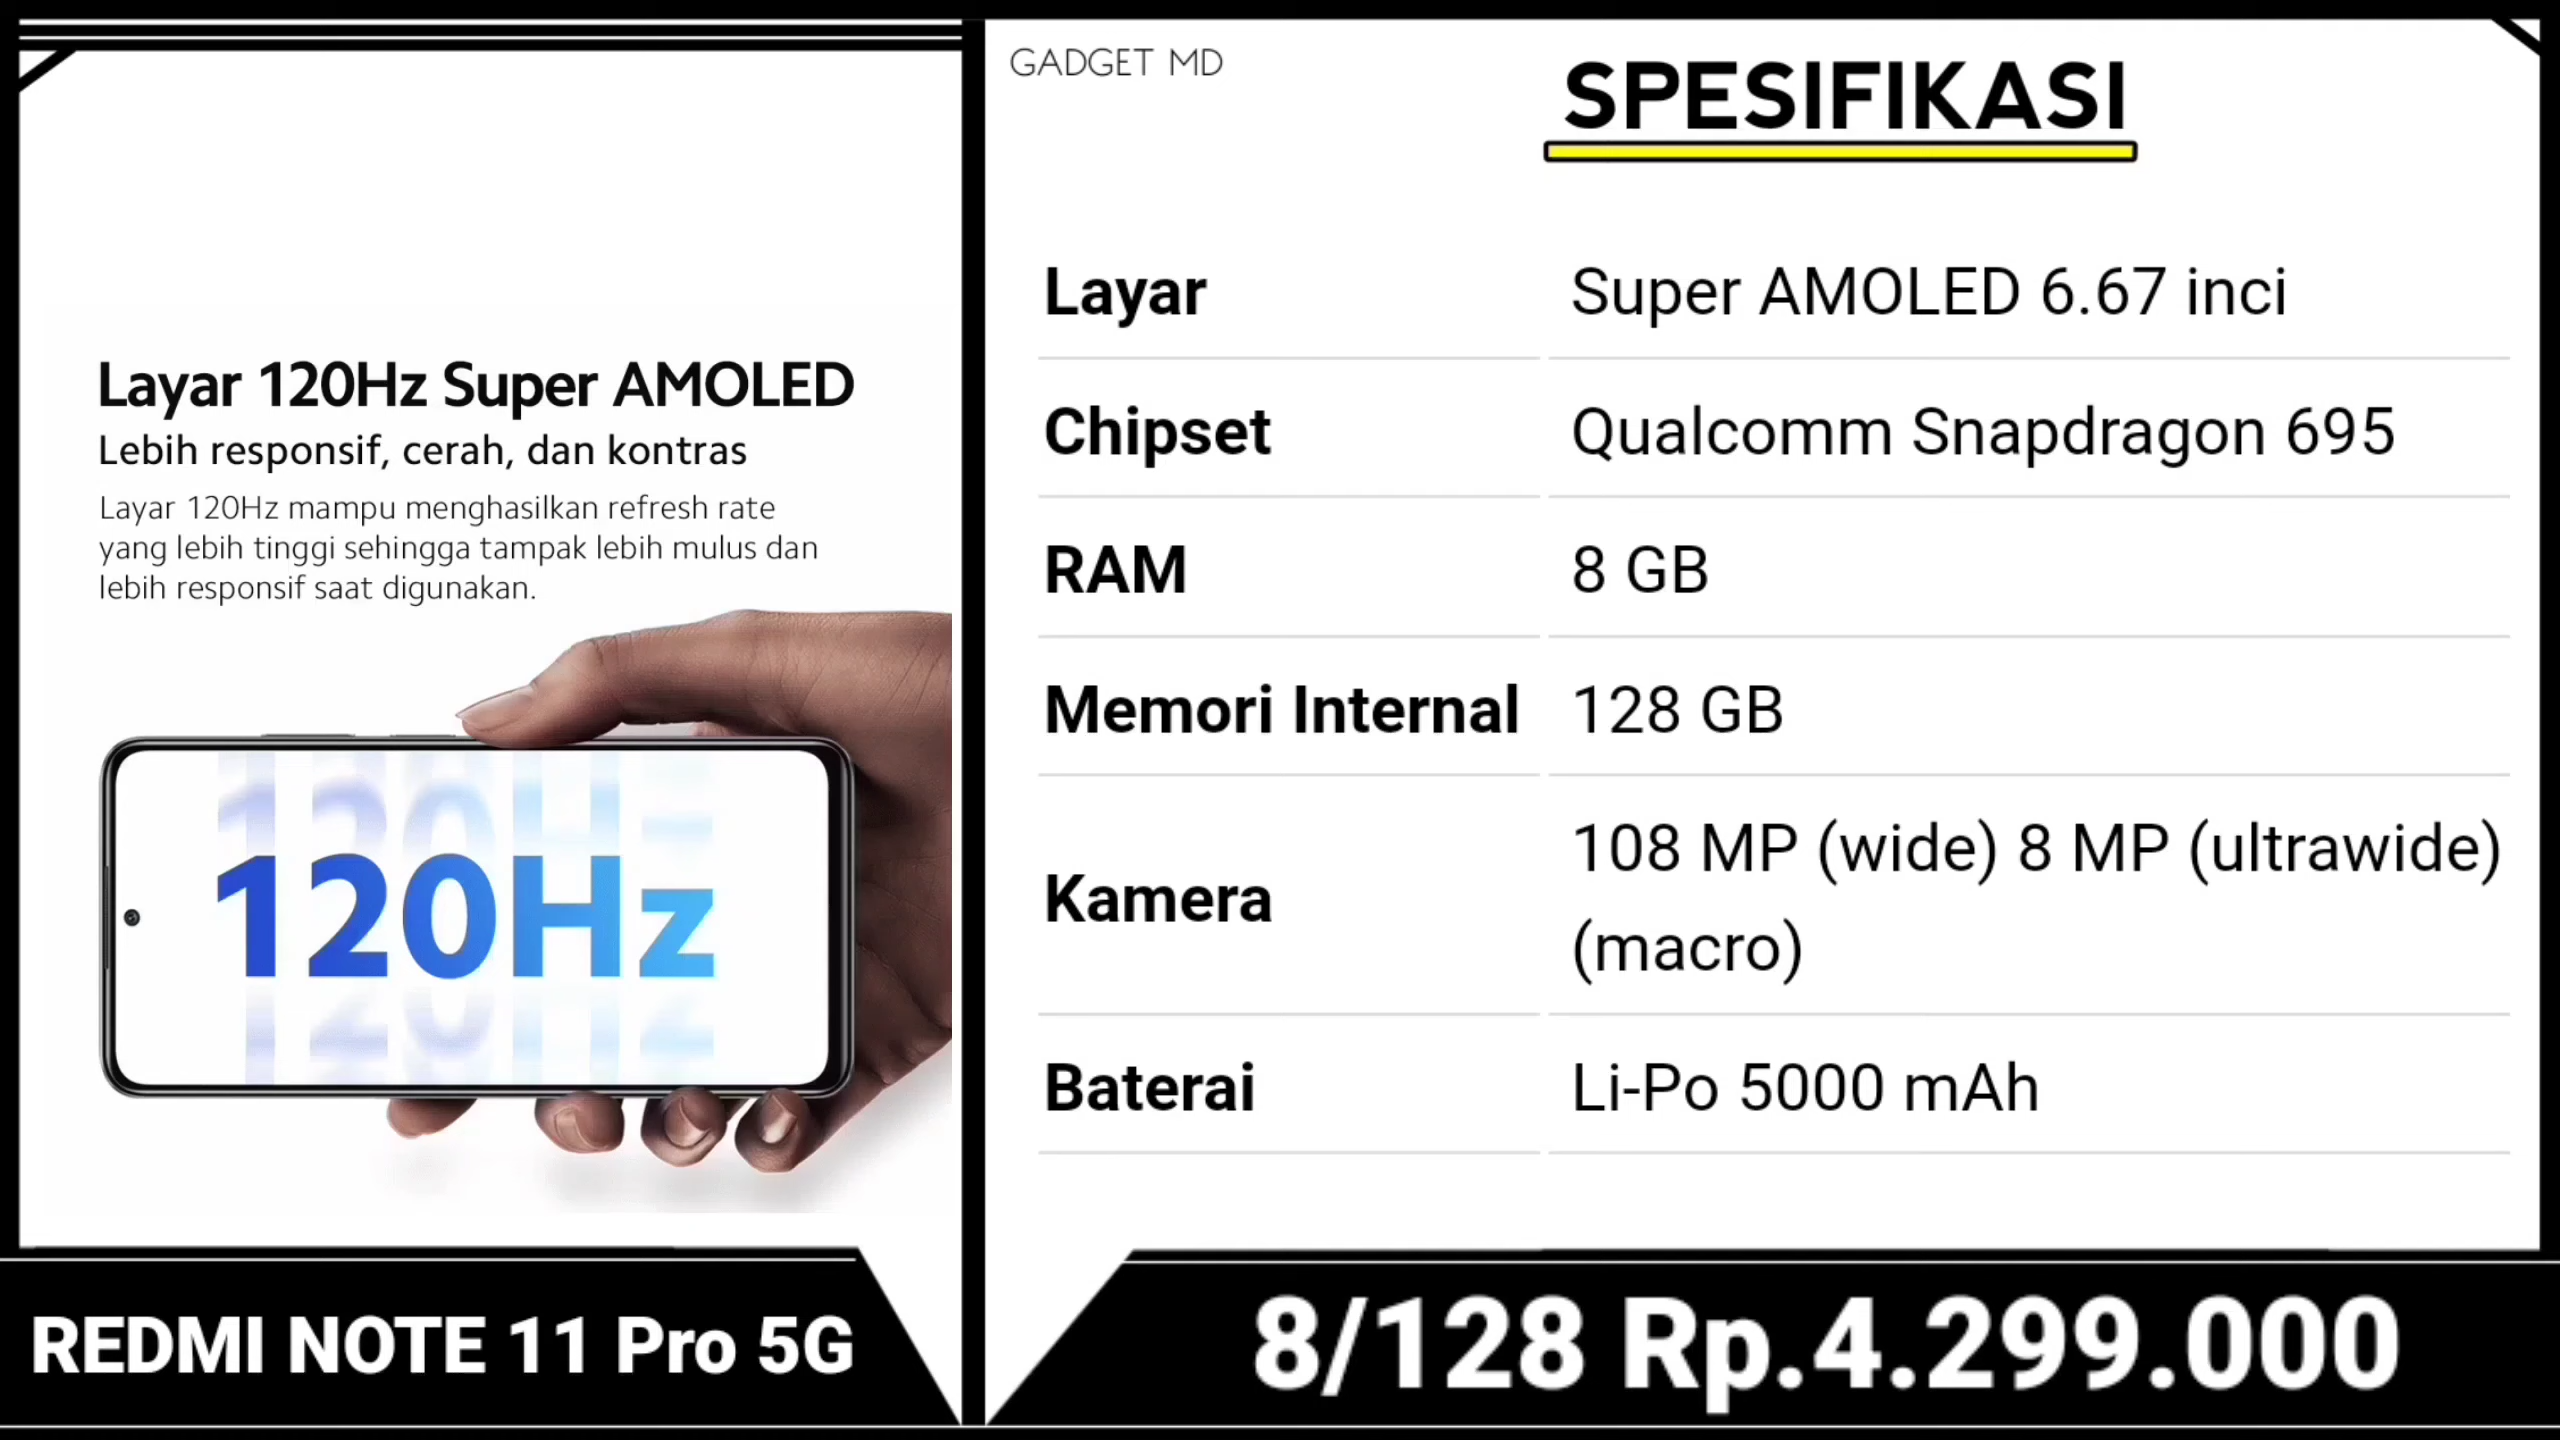 Layar 120Hz Super AMOLED
Lebih responsif, cerah, dan kontras
Layar 120Hz mampu menghasilkan refresh rate
yang lebih tinggi sehingga tampak lebih mulus dan
lebih responsif saat digunakan.
120Hz
REDMI NOTE 11 Pro 5G
GADGET MD
SPESIFIKASI
Layar Super AMOLED 6.67 inci
Chipset Qualcomm Snapdragon 695
RAM 8 GB
Memori Internal 128 GB
Kamera 108 MP (wide) 8 MP (ultrawide)
(macro)
Baterai Li-Po 5000 mAh
8/128 Rp.4.299.000